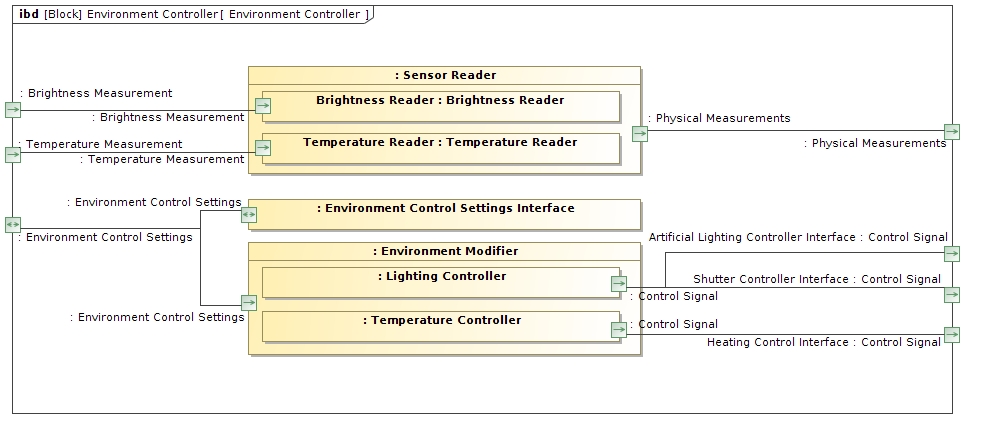 ibd [Block] Environment Controller[ Environment Controller ]
: Sensor Reader
: Brightness Measurement
Brightness Reader : Brightness Reader
: Brightness Measurement
: Physical Measurements
: Temperature Measurement
Temperature Reader : Temperature Reader
: Physical Measurements
: Temperature Measurement
: Environment Control Settings
: Environment Control Settings Interface
: Environment Control Settings
Artificial Lighting Controller Interface : Control Signal
: Environment Modifier
: Lighting Controller
Shutter Controller Interface : Control Signal
: Control Signal
: Environment Control Settings
: Temperature Controller
: Control Signal
Heating Control Interface : Control Signal